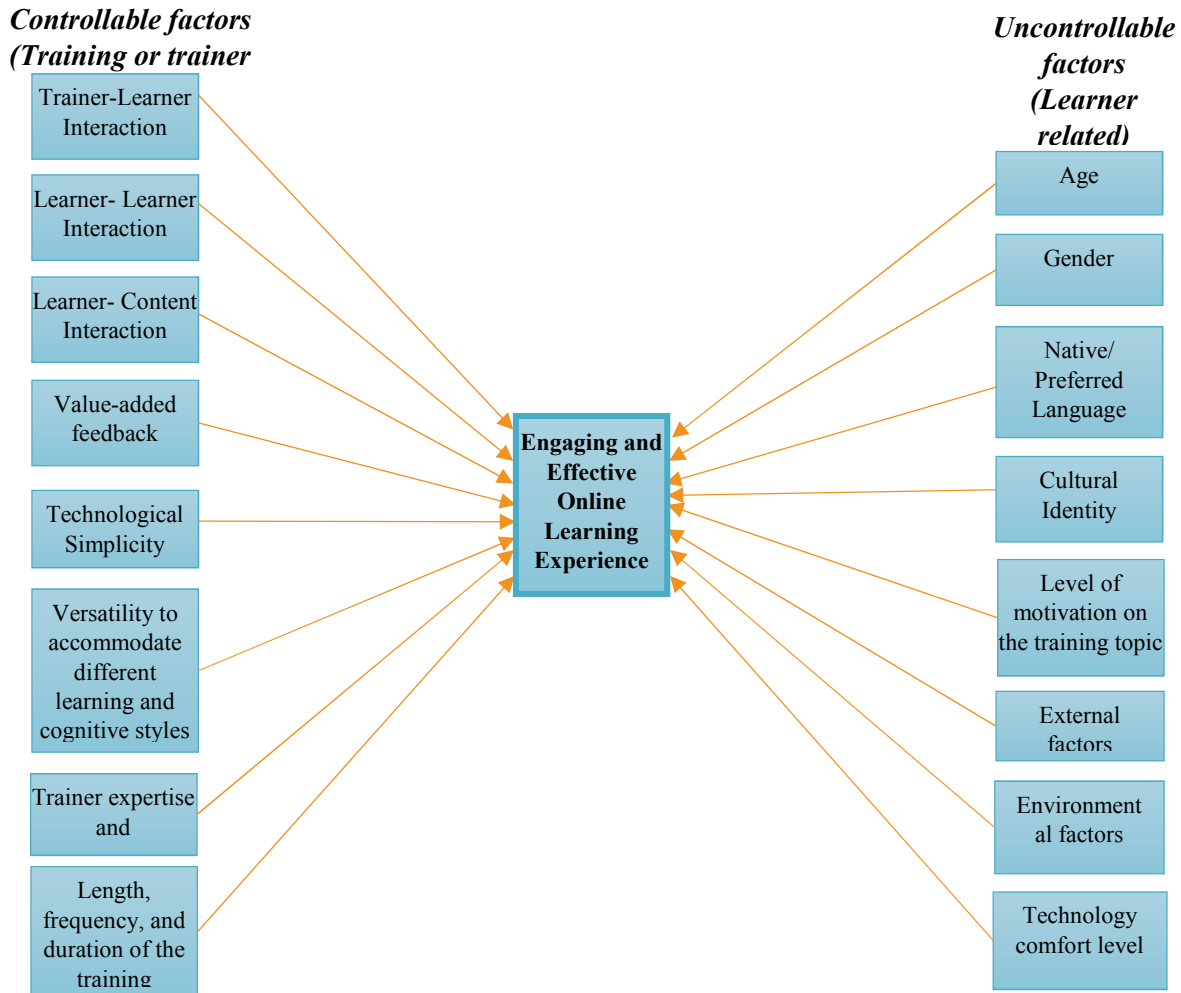 Controllable factors
(Training or trainer
Trainer-Learner
Interaction
Learner- Learner
Interaction
Learner- Content
Interaction
Value-added
feedback
Technological
Simplicity
Versatility to
accommodate
different
learning and
cognitive styles
Trainer expertise
and
Length,
frequency, and
duration of the
training
Engaging and
Effective
Online
Learning
Experience
Uncontrollable
factors
(Learner
related)
Age
Gender
Native/
Preferred
Language
Cultural
Identity
Level of
motivation on
the training topic
External
factors
Environment
al factors
Technology
comfort level